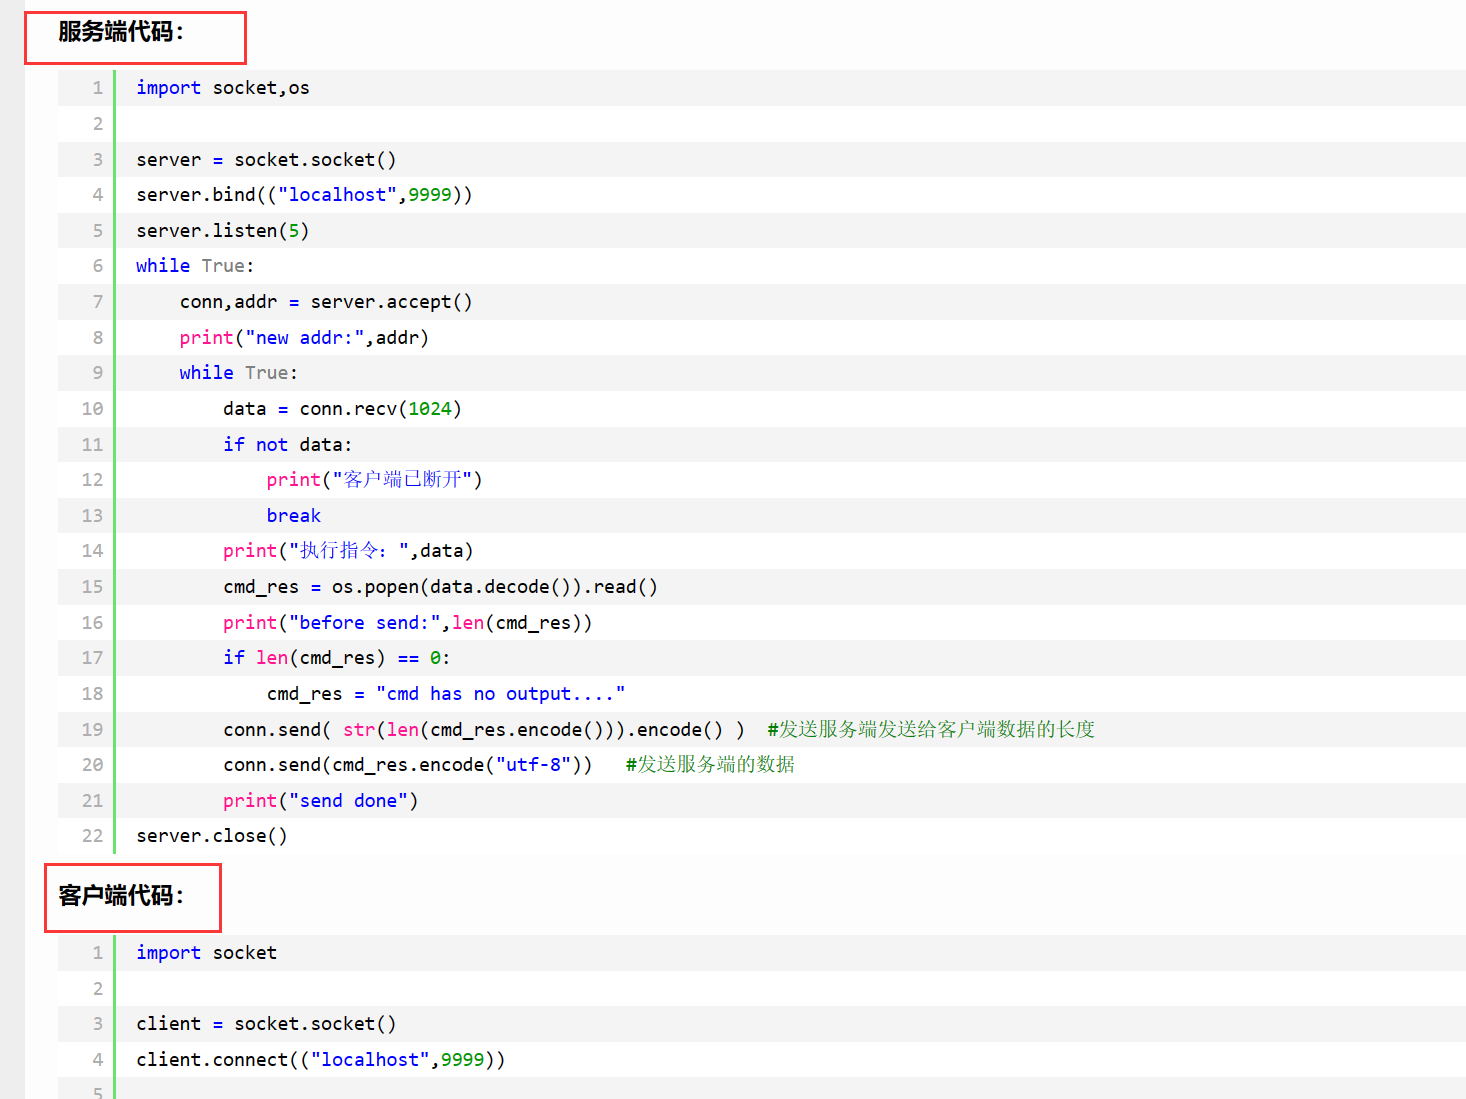 服务端代码：
1 import socket,os
2
3 server = socket.socket()
4 server.bind(("localhost",9999))
5 server.listen(5)
6 while True:
7     conn,addr = server.accept()
8     print("new addr:",addr)
9     while True:
10         data = conn.recv(1024)
11         if not data:
12             print("客户端已断开")
13             break
14         print("执行指令：",data)
15         cmd_res = os.popen(data.decode()).read()
16         print("before send:",len(cmd_res))
17         if len(cmd_res) == 0:
18             cmd_res = "cmd has no output...."
19         conn.send( str(len(cmd_res.encode())).encode() )  #发送服务端发送给客户端数据的长度
20         conn.send(cmd_res.encode("utf-8"))   #发送服务端的数据
21         print("send done")
22 server.close()
客户端代码：
1 import socket
2
3 client = socket.socket()
4 client.connect(("localhost",9999))
5